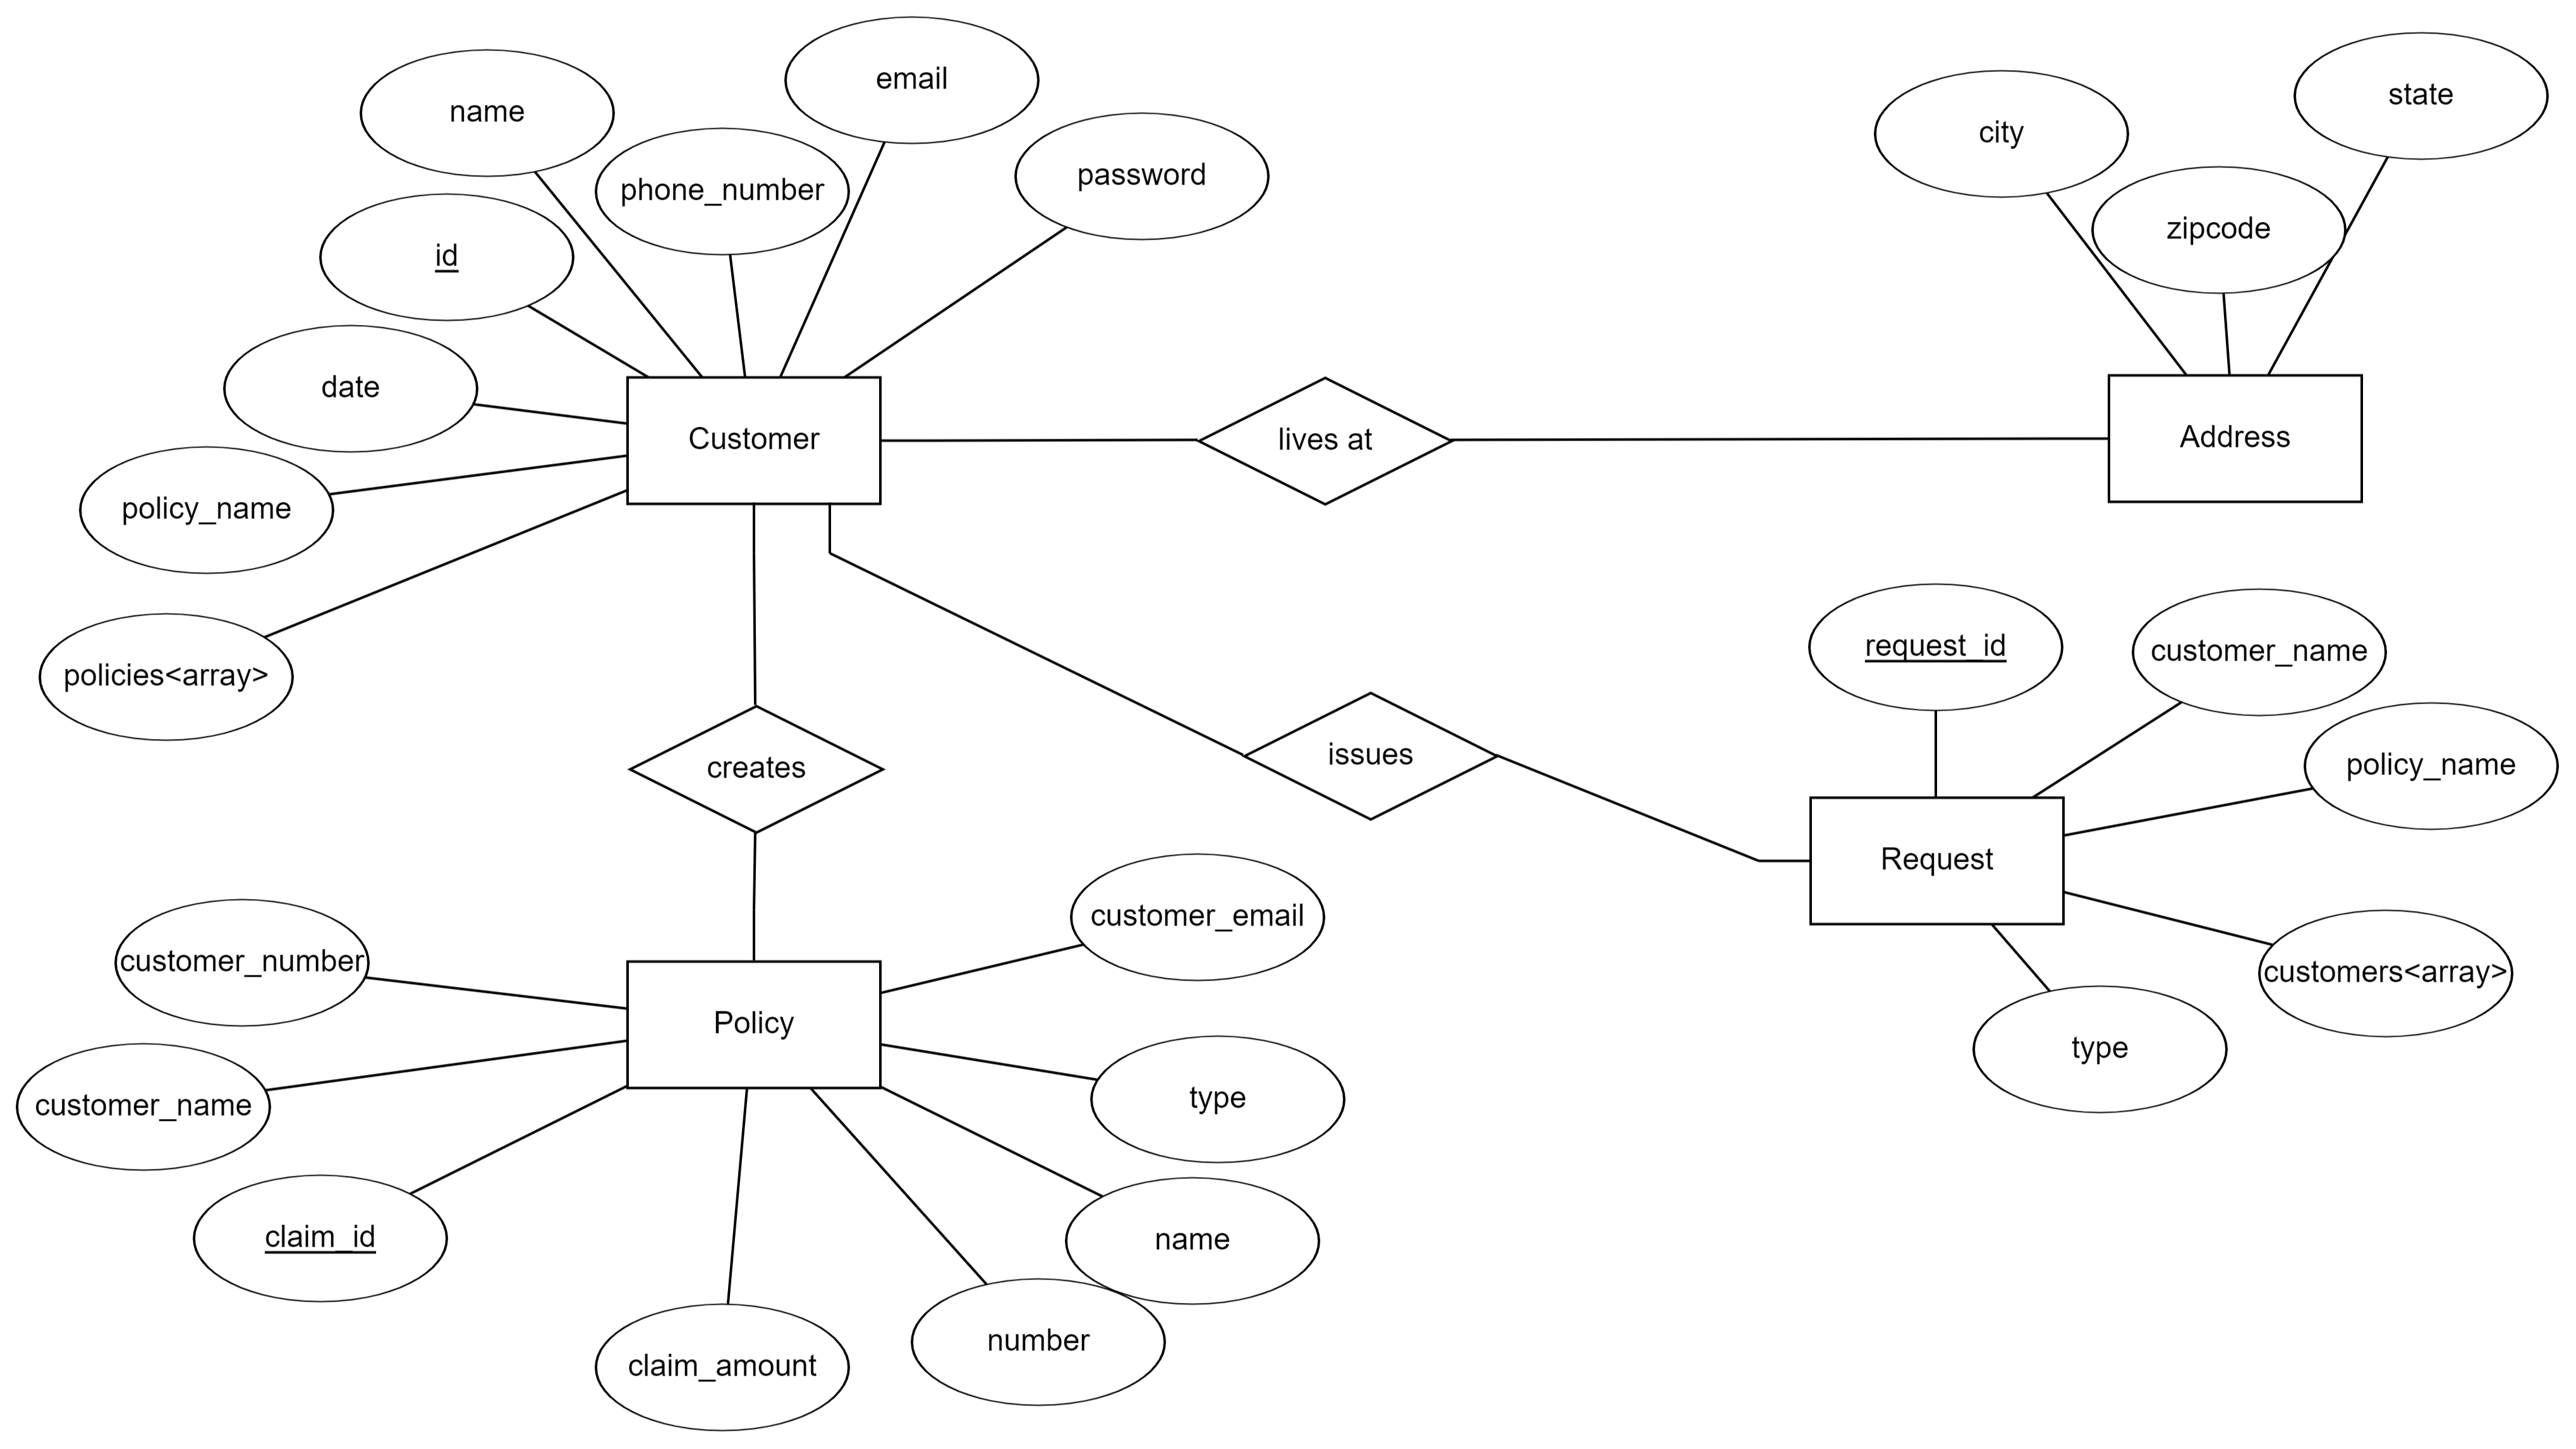 email
name
state
city
password
phone_number
zipcode
id
date
Customer
lives at
Address
policy_name
request_id
customer_name
policies<array>
issues
creates
policy_name
Request
customer_email
customer_number
customers<array>
Policy
type
type
customer_name
claim_id
name
number
claim_amount